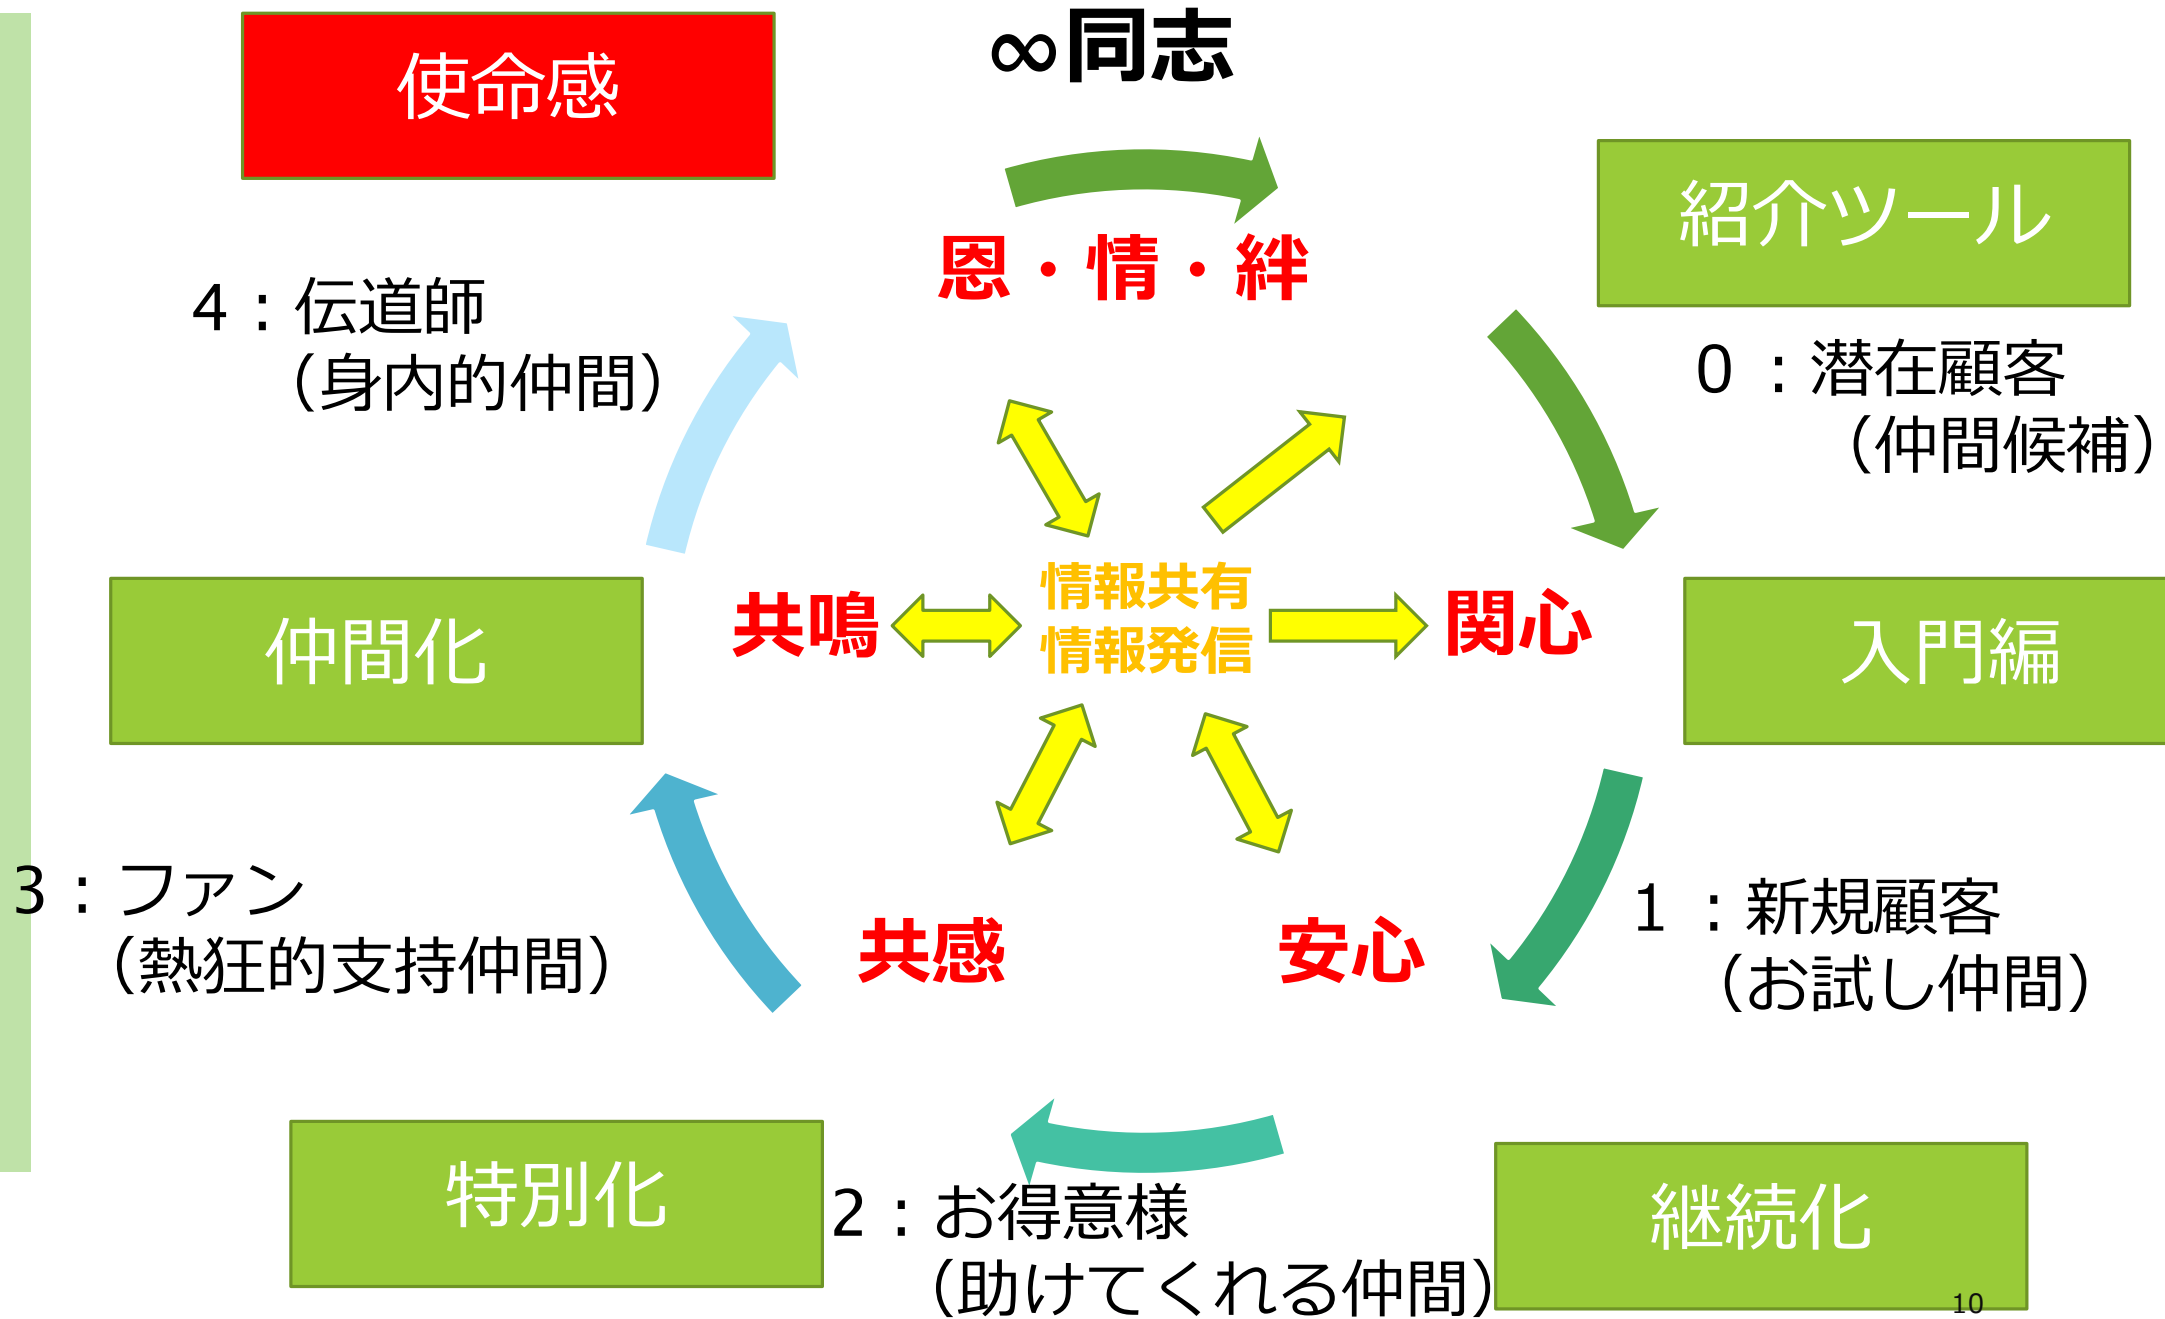 ∞同志
使命感
紹介ツール
恩・情・絆
4：伝道師
（身内的仲間）
0：潜在顧客
（仲間候補）
情報共有
情報発信
共鳴
関心
仲間化
入門編
3：ファン
（熱狂的支持仲間）
共感
安心
1：新規顧客
（お試し仲間）
特別化
2：お得意様
（助けてくれる仲間）
継続化
10